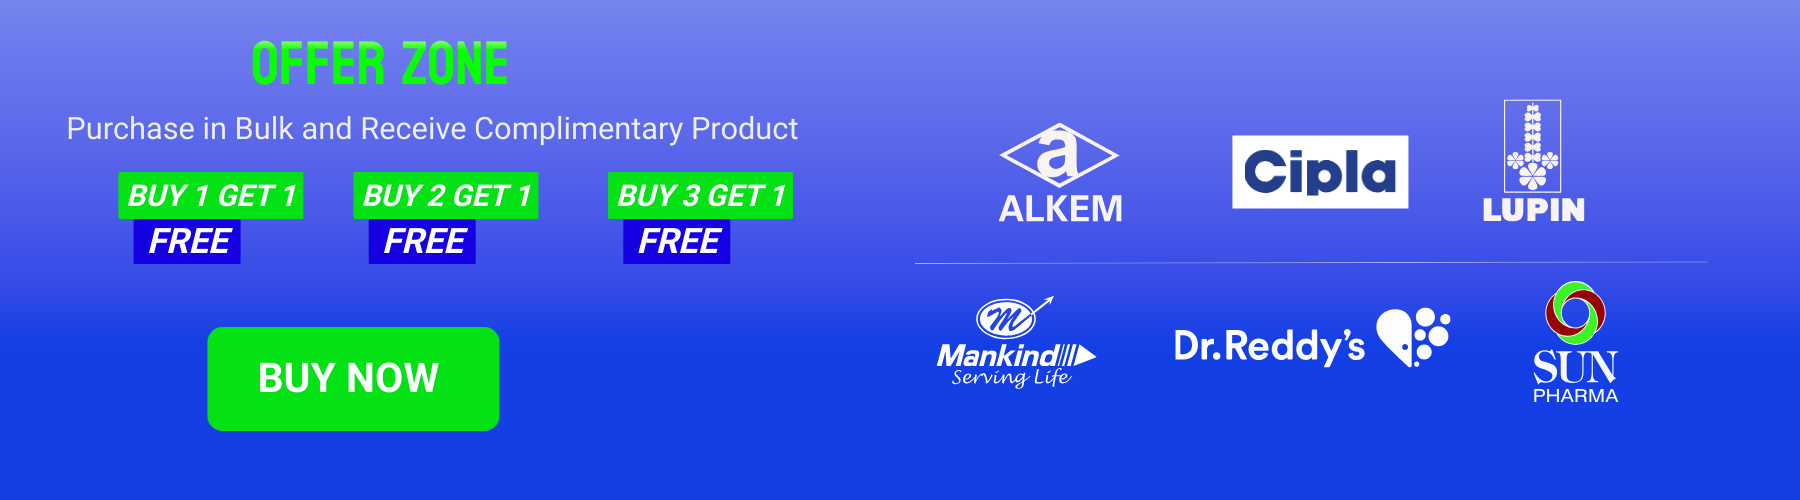 OFFER ZONE
Purchase in Bulk and Receive Complimentary Product
BUY 1 GET 1
FREE
BUY 2 GET 1
FREE
BUY 3 GET 1
FREE
BUY NOW
a
ALKEM
Cipla
LUPIN
m
Mankind
Serving Life
Dr.Reddy's
SUN
PHARMA